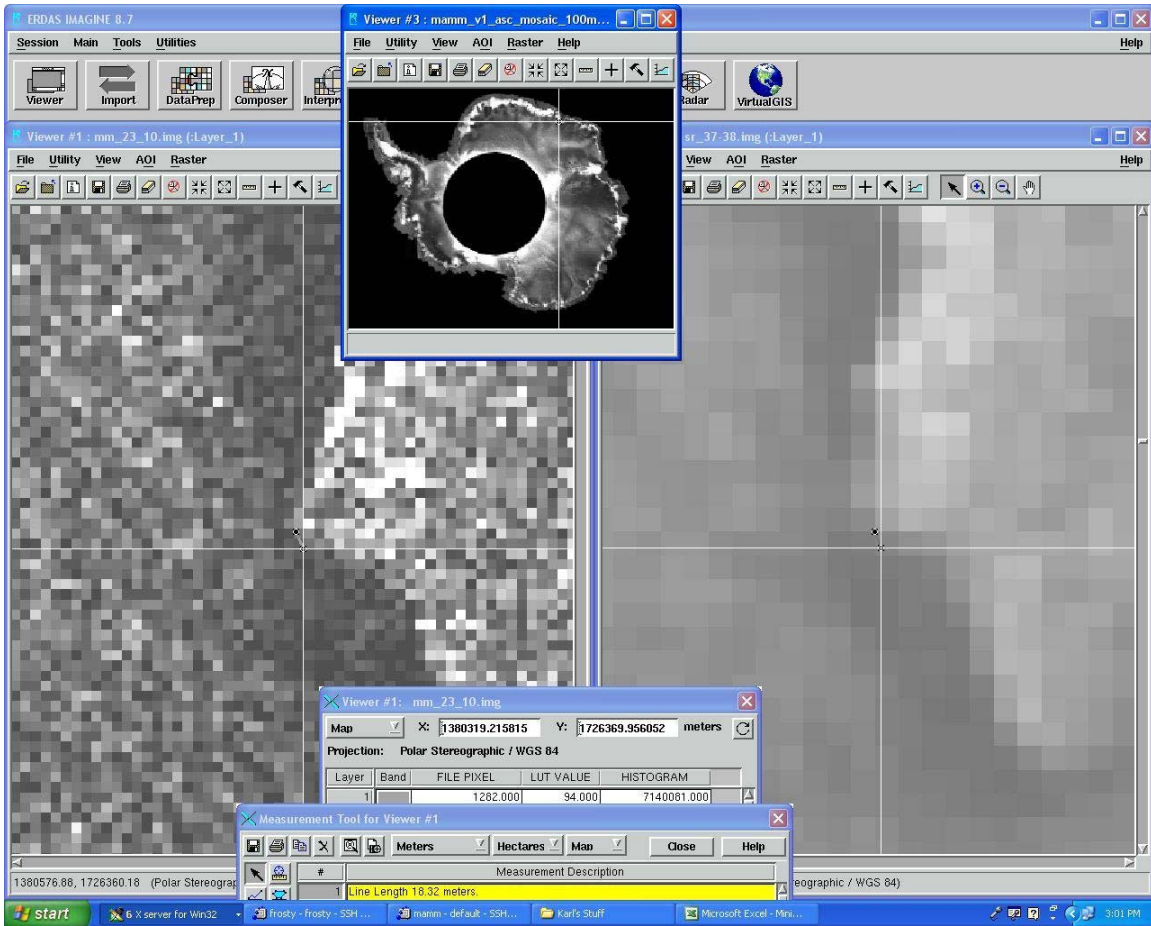 ERDAS IMAGINE 8.7
Session Main Tools Utilities Help
Viewer Import DataPrep Composer Interpr Radar VirtualGIS
Viewer #3 : mamm_v1_asc_mosaic_100m...
File Utility View AOI Raster Help
Viewer #1 : mm_23_10.img (:Layer_1)
File Utility View AOI Raster
sr_37-38.img (:Layer_1)
View AOI Raster Help
Viewer #1: mm_23_10.img
Map X: 1380319.215815 Y: 1726369.956052 meters
Projection: Polar Stereographic / WGS 84
Layer Band FILE PIXEL LUT VALUE HISTOGRAM
1 1282.000 94.000 7140081.000
Measurement Tool for Viewer #1
Meters Hectares Map Close Help
# Measurement Description
1 Line Length 18.32 meters.
1380576.88, 1726360.18 (Polar Stereograp
eographic / WGS 84)
start 6 X server for Win32 frosty - frosty - SSH ... mamm - default - SSH... Karl's Stuff Microsoft Excel - Mini... 3:01 PM